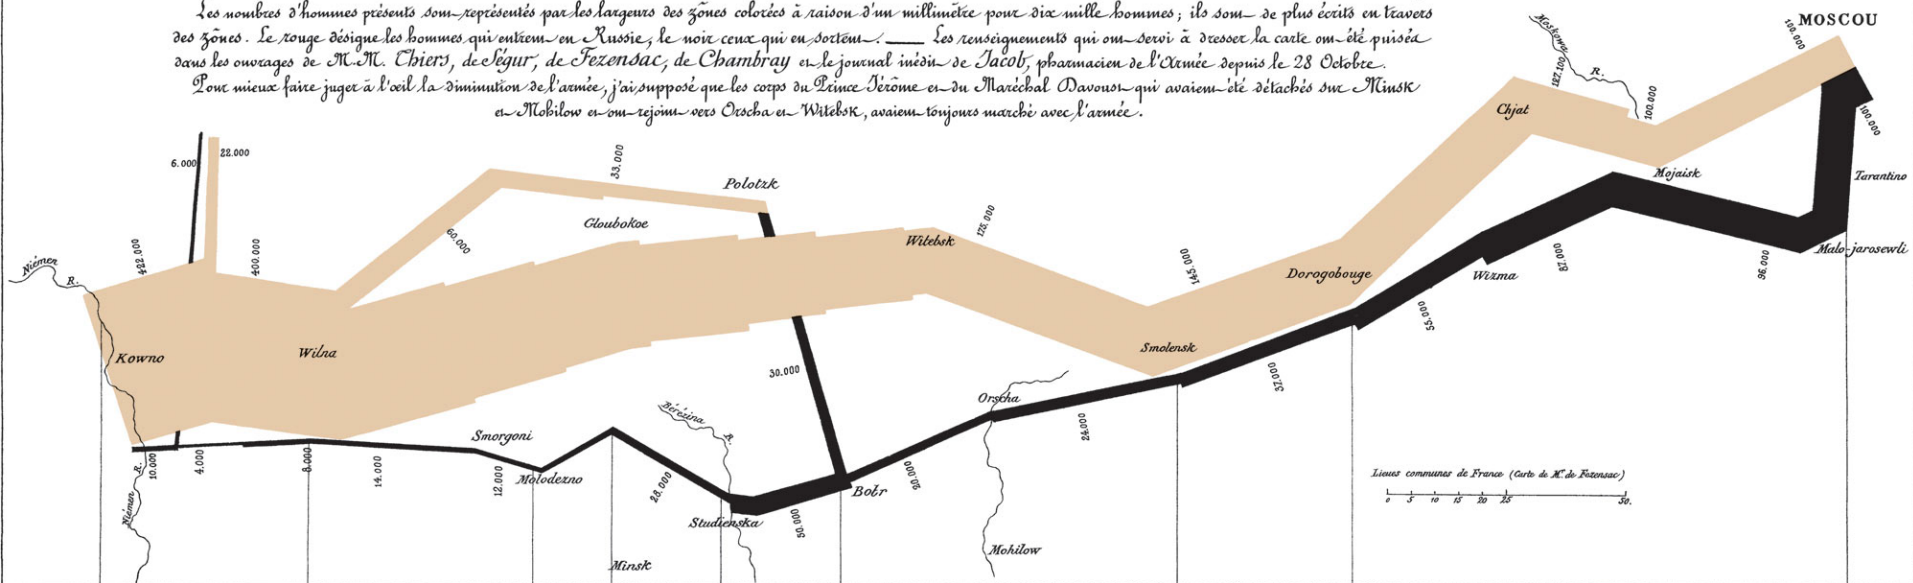 Les nombres d'hommes présents sont représentés par les largeurs des zônes colorées à raison d'un millimètre pour dix mille hommes; ils sont de plus écrits en travers
des zônes. Le rouge désigne les hommes qui entrent en Russie, le noir ceux qui en sortent. — Les renseignements qui ont servi à dresser la carte ont été puisés
dans les ouvrages de M.M. Thiers, de Ségur, de Fezensac, de Chambray et le journal inédit de Jacob, pharmacien de l'Armée depuis le 28 Octobre.
Pour mieux faire juger à l'œil la diminution de l'armée, j'ai supposé que les corps du Prince Jérôme et du Maréchal Davoust qui avaient été détachés sur Minsk
et Mohilow et ont rejoint vers Orscha et Witebsk, avaient toujours marché avec l'armée.
MOSCOU
100.000
Moskowa R.
127.100
100.000
Chjat
100.000
Mojaisk
Tarantino
Malo-jarosewli
6.000
22.000
33.000
Polotzk
Gloubokoe
60.000
422.000
400.000
Niémen R.
175.000
Witebsk
145.000
Dorogobouge
Wizma
87.000
96.000
55.000
Kowno
Wilna
Smolensk
30.000
37.000
Orscha
24.000
Bérézina R.
Smorgoni
Molodezno
10.000
4.000
8.000
14.000
12.000
28.000
Studienska
50.000
Bobr
20.000
Niémen R.
Mohilow
Minsk
Lieues communes de France (Carte de M. de Fezensac)
0 5 10 15 20 25 50.